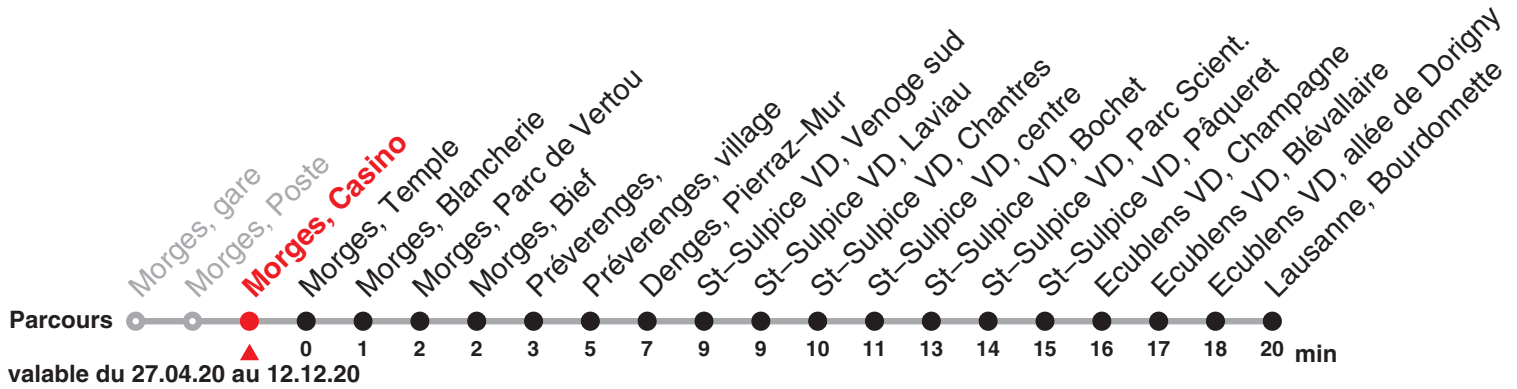 Morges, gare
Morges, Poste
Morges, Casino
Morges, Temple
Morges, Blancherie
Morges, Parc de Vertou
Morges, Bief
Préverenges,
Préverenges, village
Denges, Pierraz–Mur
St–Sulpice VD, Venoge sud
St–Sulpice VD, Laviau
St–Sulpice VD, Chantres
St–Sulpice VD, centre
St–Sulpice VD, Bochet
St–Sulpice VD, Parc Scient.
St–Sulpice VD, Pâqueret
Ecublens VD, Champagne
Ecublens VD, Blévallaire
Ecublens VD, allée de Dorigny
Lausanne, Bourdonnette
Parcours
0 1 2 2 3 5 7 9 9 10 11 13 14 15 16 17 18 20 min
valable du 27.04.20 au 12.12.20